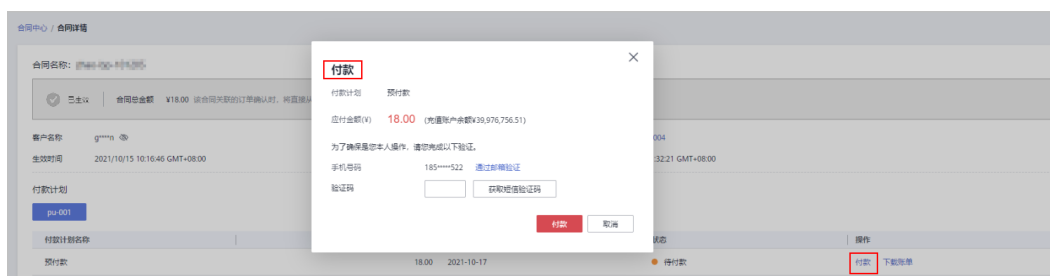 合同中心 / 合同详情
合同名称:
已生效 合同总金额 ¥18.00 该合同关联的订单确认时，将直接从
客户名称 g****n 004
生效时间 2021/10/15 10:16:46 GMT+08:00 :32:21 GMT+08:00
付款计划
pu-001
付款计划名称 状态 操作
预付款 18.00 2021-10-17 待付款 付款 下载账单
付款
付款计划 预付款
应付金额(¥) 18.00 (充值账户余额¥39,976,756.51)
为了确保是您本人操作，请您完成以下验证。
手机号码 185****522 通过邮箱验证
验证码 获取短信验证码
付款 取消